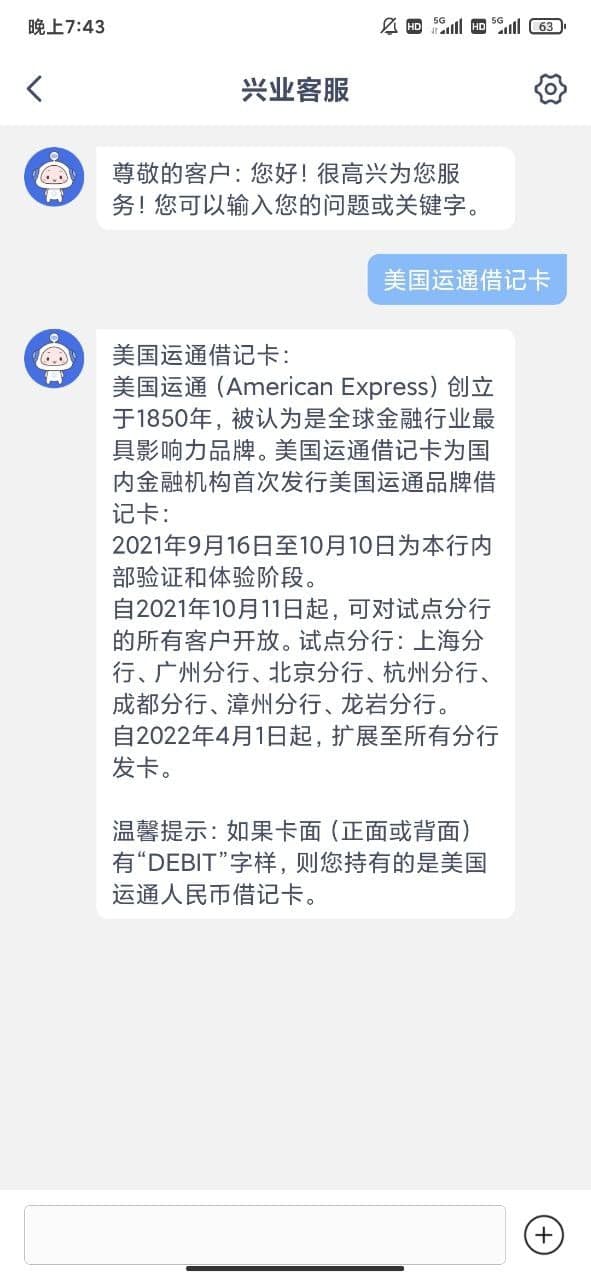 晚上7:43
HD 5G HD 5G 63
兴业客服
尊敬的客户：您好！很高兴为您服
务！您可以输入您的问题或关键字。
美国运通借记卡
美国运通借记卡：
美国运通（American Express）创立
于1850年，被认为是全球金融行业最
具影响力品牌。美国运通借记卡为国
内金融机构首次发行美国运通品牌借
记卡：
2021年9月16日至10月10日为本行内
部验证和体验阶段。
自2021年10月11日起，可对试点分行
的所有客户开放。试点分行：上海分
行、广州分行、北京分行、杭州分行、
成都分行、漳州分行、龙岩分行。
自2022年4月1日起，扩展至所有分行
发卡。
温馨提示：如果卡面（正面或背面）
有“DEBIT”字样，则您持有的是美国
运通人民币借记卡。